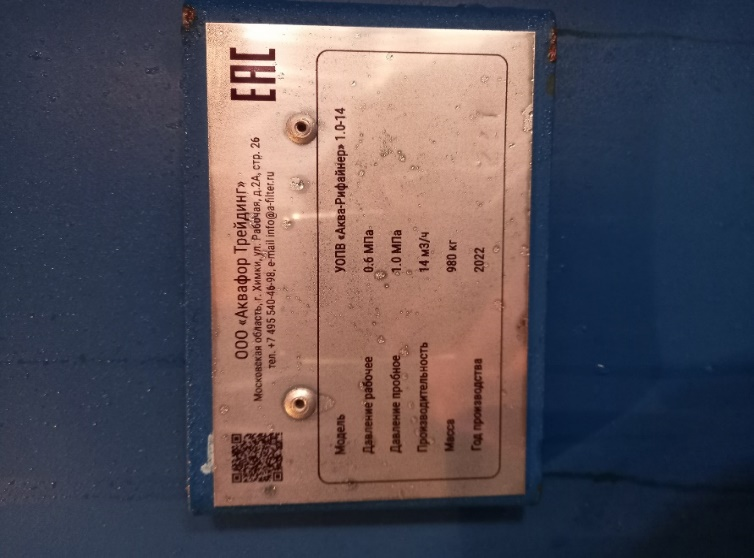 ООО «Аквафор Трейдинг»
Московская область, г. Химки, ул. Рабочая, д.2А, стр. 26
тел. +7 495 540-46-98, e-mail info@a-filter.ru
ЕАС
Модель УОПВ «Аква-Рифайнер» 1.0-14
Давление рабочее 0.6 МПа
Давление пробное 1.0 МПа
Производительность 14 м3/ч
Масса 980 кг
Год производства 2022